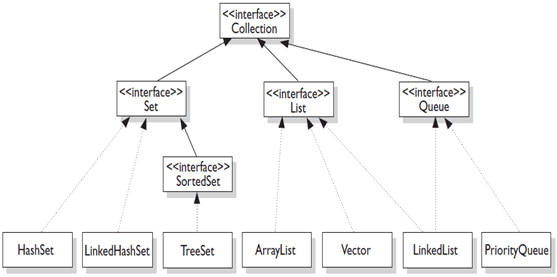 <<interface>>
Collection
<<interface>>
Set
<<interface>>
List
<<interface>>
Queue
<<interface>>
SortedSet
HashSet
LinkedHashSet
TreeSet
ArrayList
Vector
LinkedList
PriorityQueue